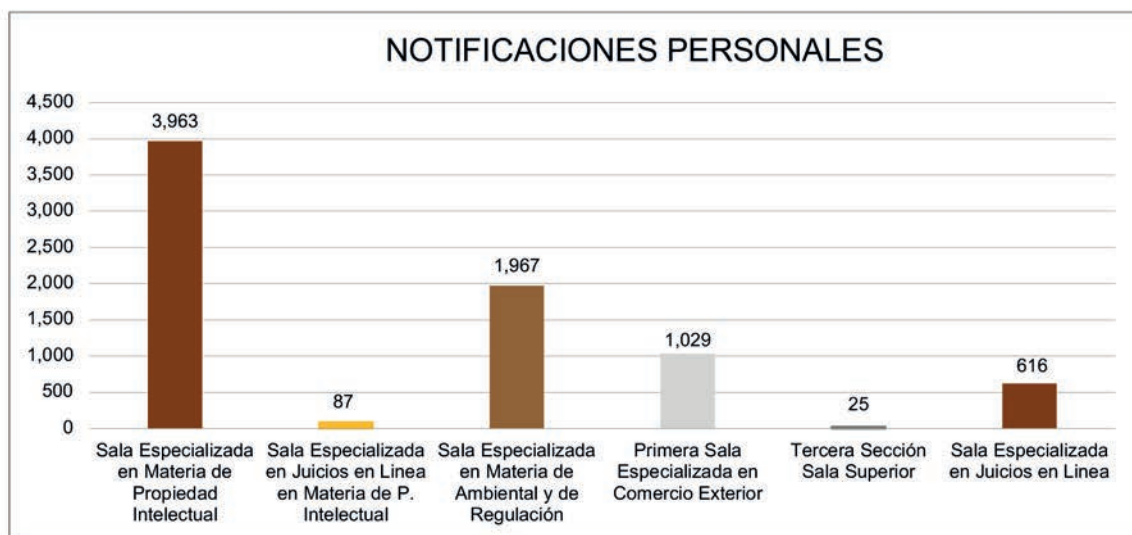 NOTIFICACIONES PERSONALES
4,500
4,000
3,500
3,000
2,500
2,000
1,500
1,000
500
0
3,963
87
1,967
1,029
25
616
Sala Especializada
en Materia de
Propiedad
Intelectual
Sala Especializada
en Juicios en Linea
en Materia de P.
Intelectual
Sala Especializada
en Materia de
Ambiental y de
Regulación
Primera Sala
Especializada en
Comercio Exterior
Tercera Sección
Sala Superior
Sala Especializada
en Juicios en Linea